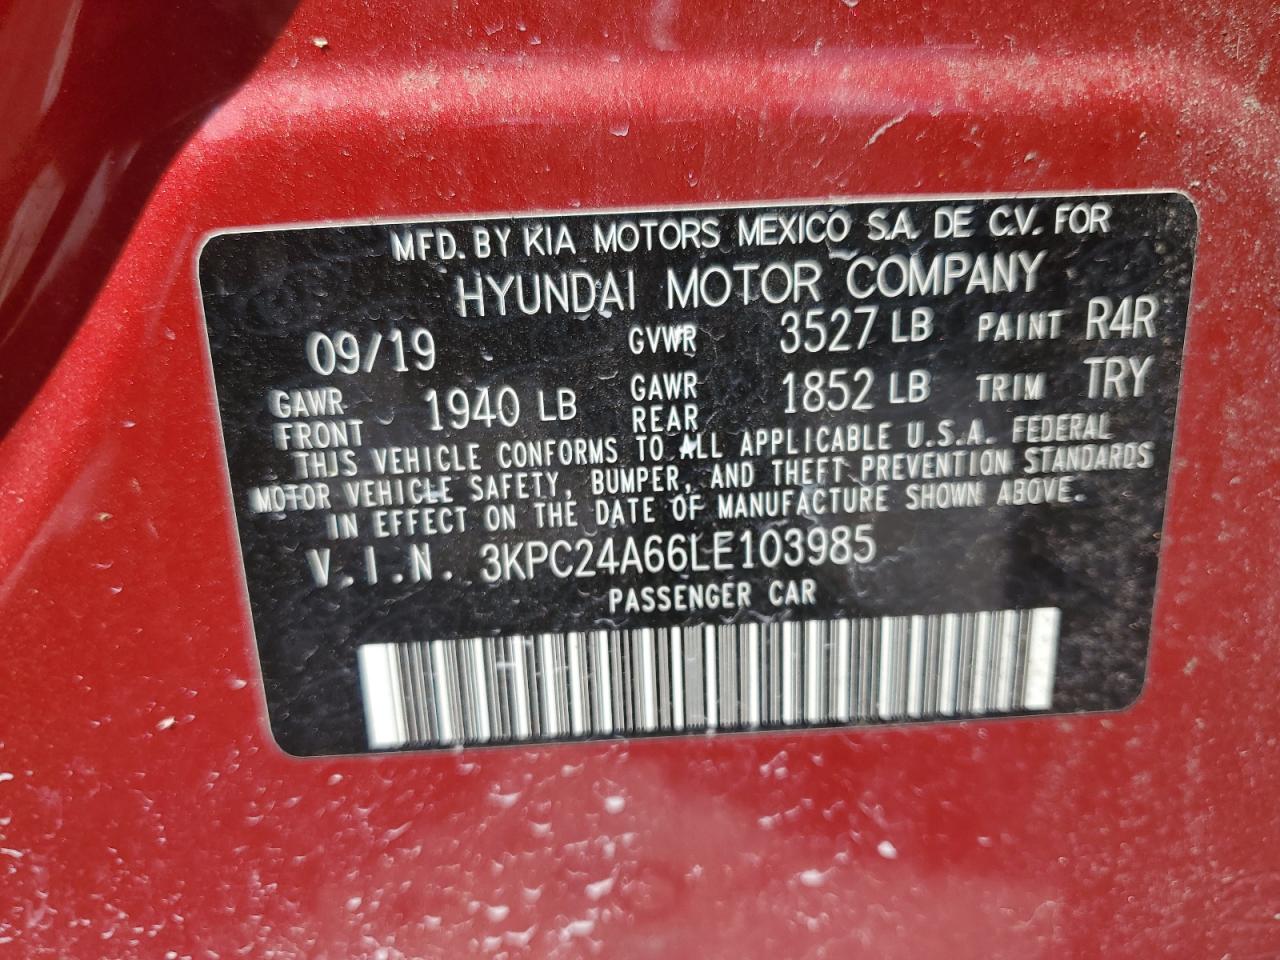 MFD. BY KIA MOTORS MEXICO S.A. DE C.V. FOR
HYUNDAI MOTOR COMPANY
09/19 GVWR 3527 LB PAINT R4R
GAWR FRONT 1940 LB GAWR REAR 1852 LB TRIM TRY
THIS VEHICLE CONFORMS TO ALL APPLICABLE U.S.A. FEDERAL
MOTOR VEHICLE SAFETY, BUMPER, AND THEFT PREVENTION STANDARDS
IN EFFECT ON THE DATE OF MANUFACTURE SHOWN ABOVE.
V.I.N. 3KPC24A66LE103985
PASSENGER CAR